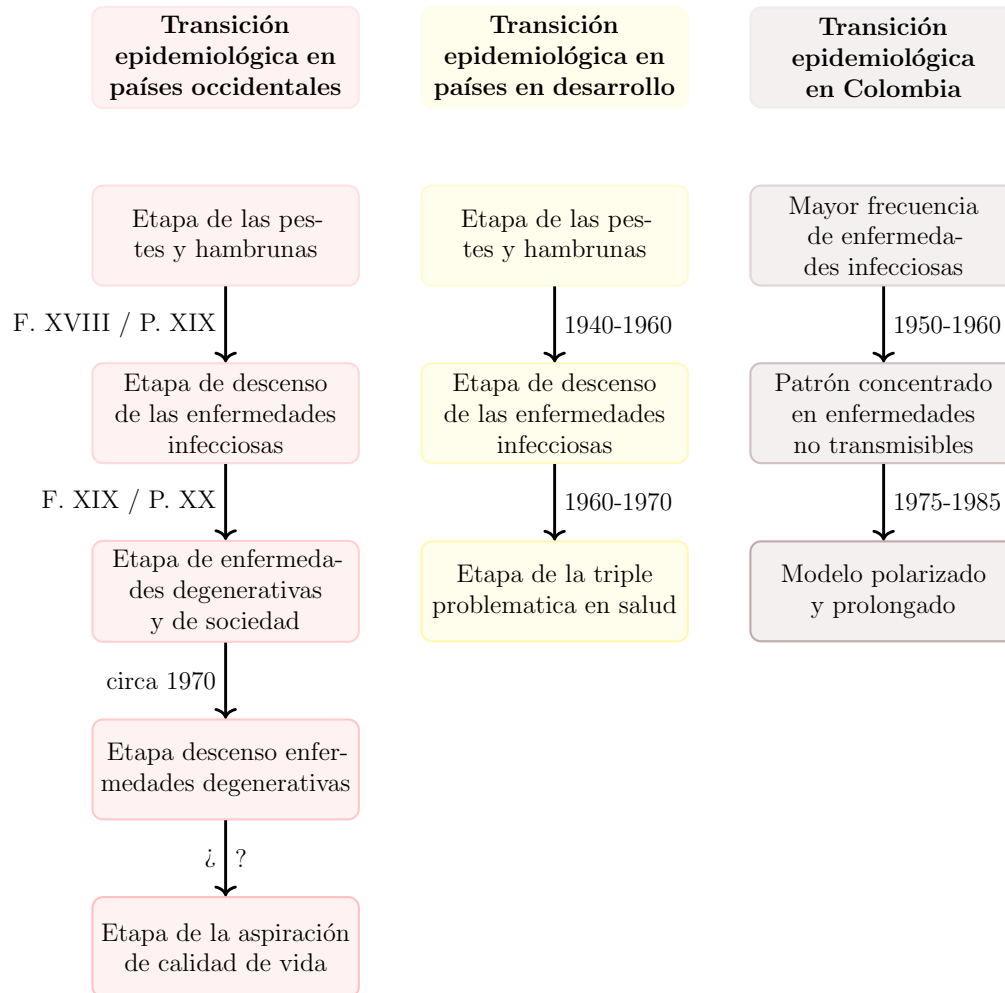 Transición
epidemiológica en
países occidentales
Etapa de las pes-
tes y hambrunas
F. XVIII / P. XIX
Etapa de descenso
de las enfermedades
infecciosas
F. XIX / P. XX
Etapa de enfermeda-
des degenerativas
y de sociedad
circa 1970
Etapa descenso enfer-
medades degenerativas
¿ ?
Etapa de la aspiración
de calidad de vida
Transición
epidemiológica en
países en desarrollo
Etapa de las pes-
tes y hambrunas
1940-1960
Etapa de descenso
de las enfermedades
infecciosas
1960-1970
Etapa de la triple
problematica en salud
Transición
epidemiológica
en Colombia
Mayor frecuencia
de enfermeda-
des infecciosas
1950-1960
Patrón concentrado
en enfermedades
no transmisibles
1975-1985
Modelo polarizado
y prolongado